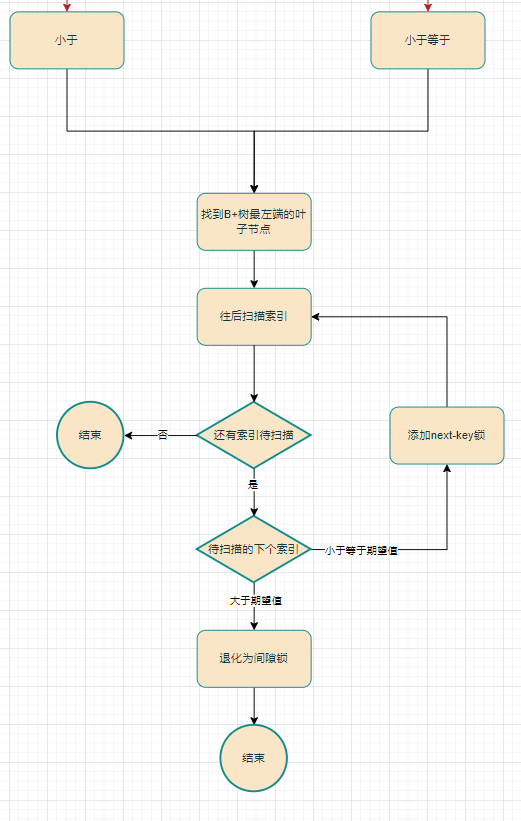 小于
小于等于
找到B+树最左端的叶
子节点
往后扫描索引
结束
否
还有索引待扫描
添加next-key锁
是
待扫描的下个索引
小于等于期望值
大于期望值
退化为间隙锁
结束